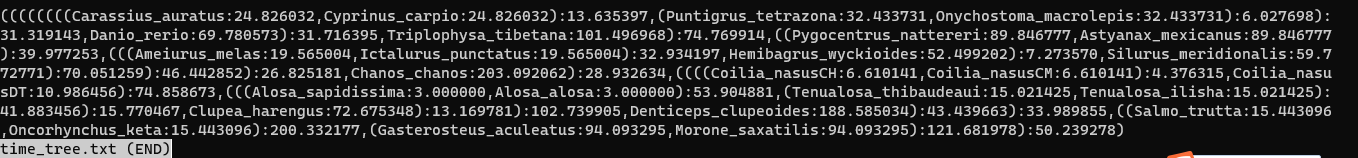 ((((((((Carassius_auratus:24.826032,Cyprinus_carpio:24.826032):13.635397,(Puntigrus_tetrazona:32.433731,Onychostoma_macrolepis:32.433731):6.027698):
31.319143,Danio_rerio:69.780573):31.716395,Triplophysa_tibetana:101.496968):74.769914,((Pygocentrus_nattereri:89.846777,Astyanax_mexicanus:89.846777
):39.977253,(((Ameiurus_melas:19.565004,Ictalurus_punctatus:19.565004):32.934197,Hemibagrus_wyckioides:52.499202):7.273570,Silurus_meridionalis:59.7
72771):70.051259):46.442852):26.825181,Chanos_chanos:203.092062):28.932634,((((Coilia_nasusCH:6.610141,Coilia_nasusCM:6.610141):4.376315,Coilia_nasu
sDT:10.986456):74.858673,(((Alosa_sapidissima:3.000000,Alosa_alosa:3.000000):53.904881,(Tenualosa_thibaudeaui:15.021425,Tenualosa_ilisha:15.021425):
41.883456):15.770467,Clupea_harengus:72.675348):13.169781):102.739905,Denticeps_clupeoides:188.585034):43.439663):33.989855,((Salmo_trutta:15.443096
,Oncorhynchus_keta:15.443096):200.332177,(Gasterosteus_aculeatus:94.093295,Morone_saxatilis:94.093295):121.681978):50.239278)
time_tree.txt (END)